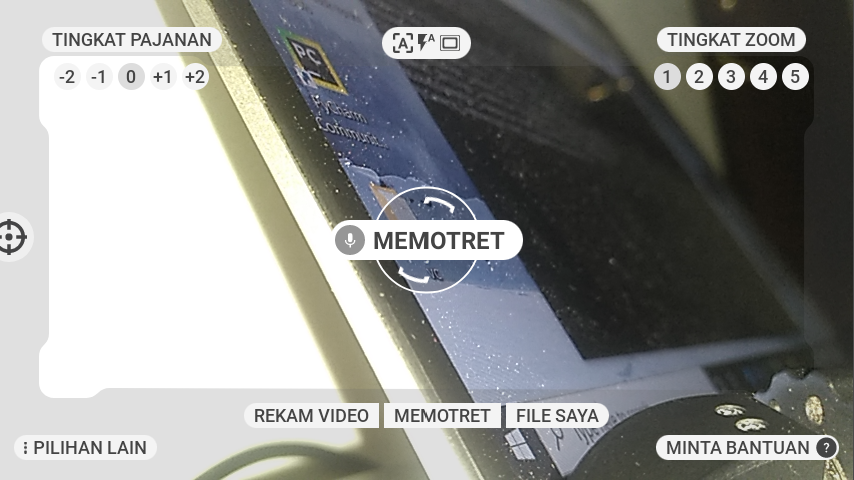 TINGKAT PAJANAN
-2 -1 0 +1 +2
A
TINGKAT ZOOM
1 2 3 4 5
PC
PyCharm
Communit...
MEMOTRET
REKAM VIDEO
MEMOTRET
FILE SAYA
PILIHAN LAIN
MINTA BANTUAN ?